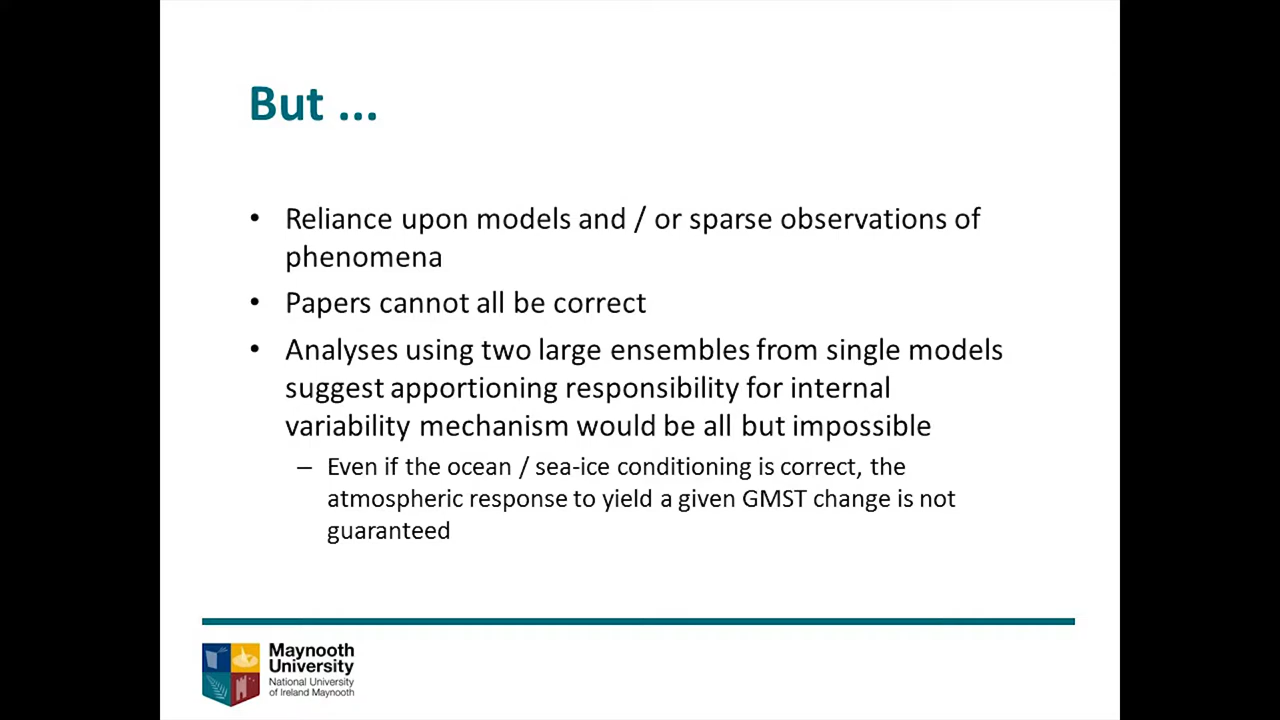 But ...
• Reliance upon models and / or sparse observations of
phenomena
• Papers cannot all be correct
• Analyses using two large ensembles from single models
suggest apportioning responsibility for internal
variability mechanism would be all but impossible
– Even if the ocean / sea-ice conditioning is correct, the
atmospheric response to yield a given GMST change is not
guaranteed
Maynooth
University
National University
of Ireland Maynooth